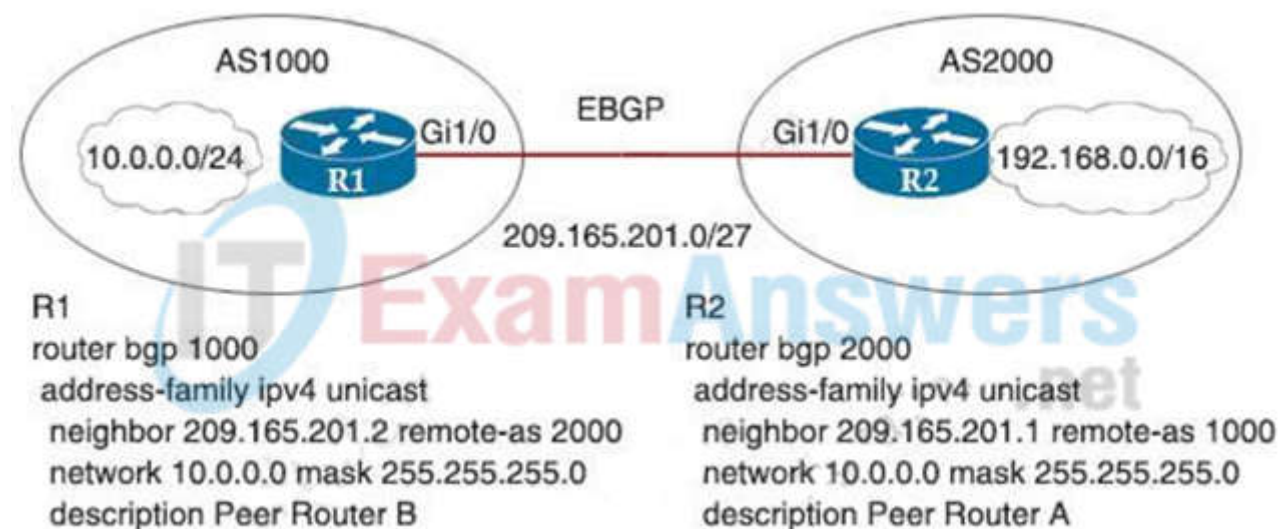 AS1000
AS2000
EBGP
10.0.0.0/24
Gi1/0
Gi1/0
192.168.0.0/16
R1
R2
209.165.201.0/27
ITExamAnswers
.net
R1
router bgp 1000
address-family ipv4 unicast
neighbor 209.165.201.2 remote-as 2000
network 10.0.0.0 mask 255.255.255.0
description Peer Router B
R2
router bgp 2000
address-family ipv4 unicast
neighbor 209.165.201.1 remote-as 1000
network 10.0.0.0 mask 255.255.255.0
description Peer Router A